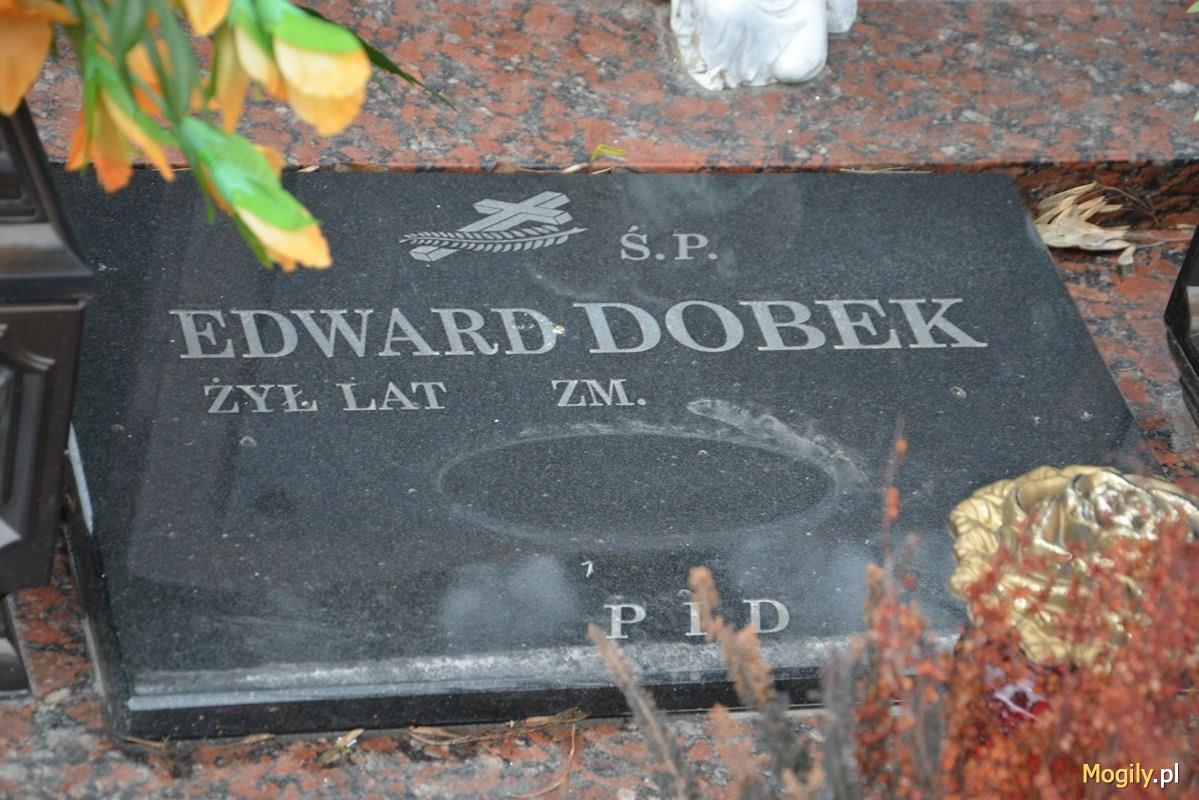 Ś.P.
EDWARD DOBEK
ŻYŁ LAT ZM.
P I D
Mogily.pl